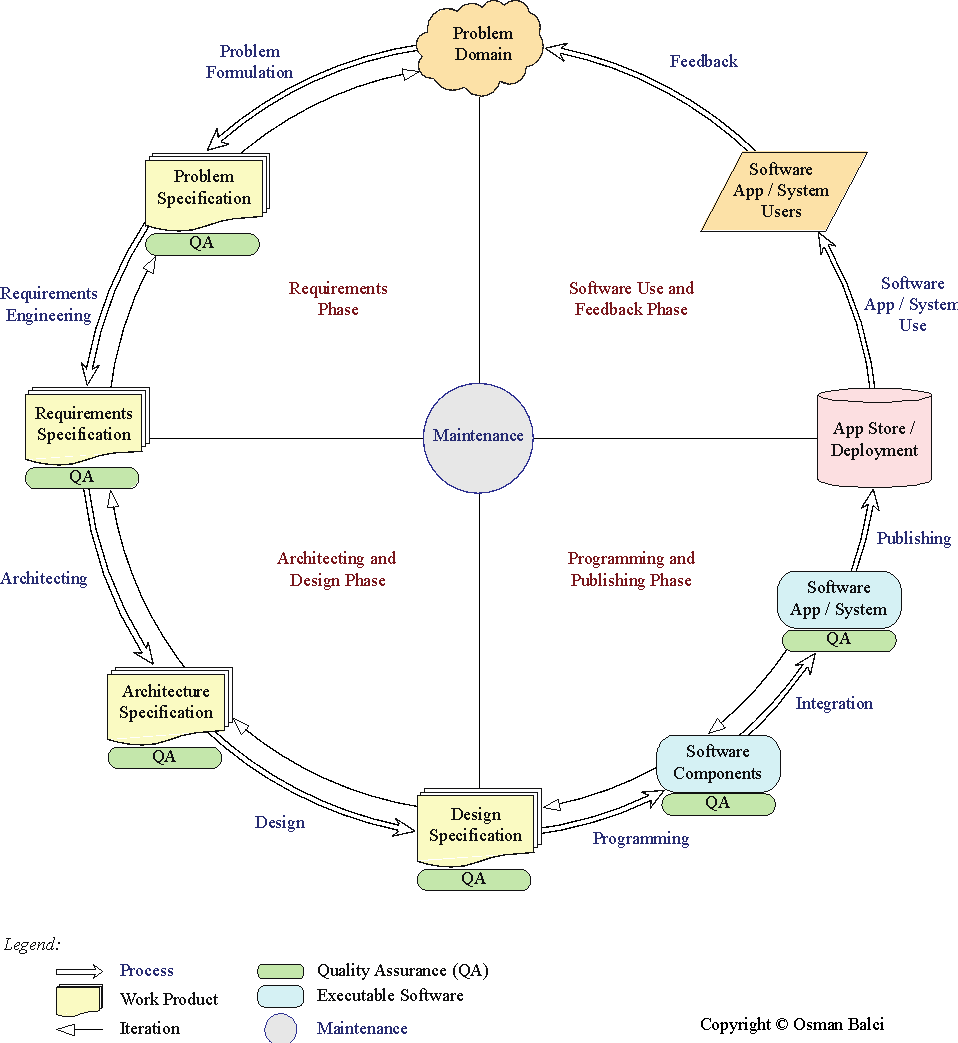 Problem
Domain
Problem
Formulation
Feedback
Problem
Specification
QA
Software
App / System
Users
Requirements
Engineering
Requirements
Phase
Software Use and
Feedback Phase
Software
App / System
Use
Requirements
Specification
QA
Maintenance
App Store /
Deployment
Architecting
Architecting and
Design Phase
Programming and
Publishing Phase
Publishing
Software
App / System
QA
Architecture
Specification
QA
Integration
Software
Components
QA
Design
Design
Specification
QA
Programming
Legend:
Process
Work Product
Iteration
Quality Assurance (QA)
Executable Software
Maintenance
Copyright © Osman Balci